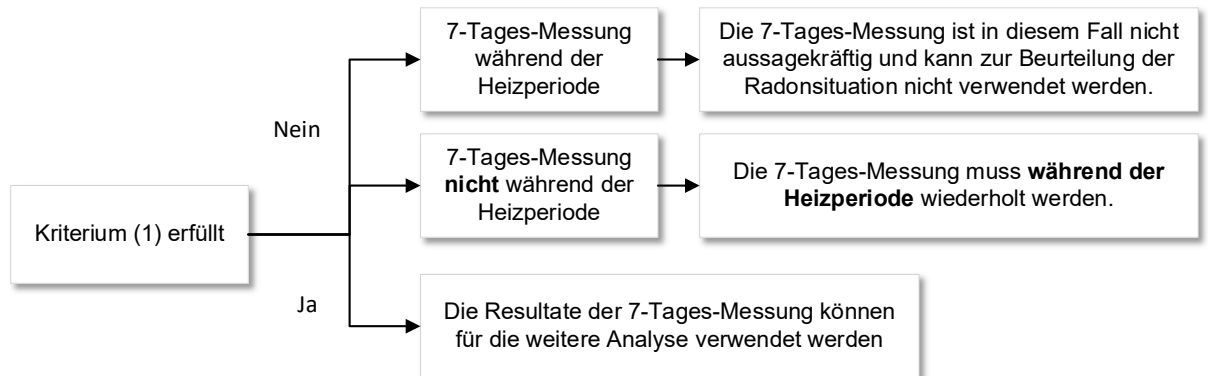 7-Tages-Messung
während der
Heizperiode
Die 7-Tages-Messung ist in diesem Fall nicht
aussagekräftig und kann zur Beurteilung der
Radonsituation nicht verwendet werden.
Nein
7-Tages-Messung
nicht während der
Heizperiode
Die 7-Tages-Messung muss während der
Heizperiode wiederholt werden.
Kriterium (1) erfüllt
Ja
Die Resultate der 7-Tages-Messung können
für die weitere Analyse verwendet werden